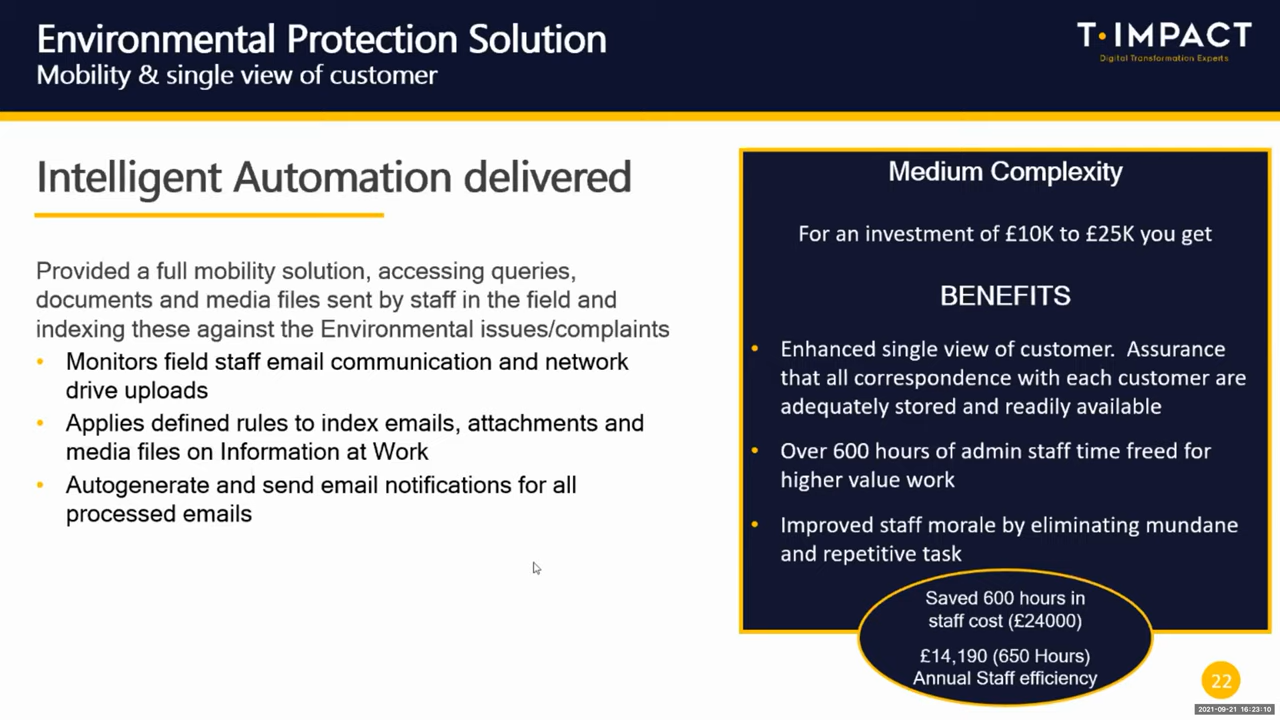 Environmental Protection Solution
Mobility & single view of customer
T·IMPACT
Digital Transformation Experts
Intelligent Automation delivered
Provided a full mobility solution, accessing queries,
documents and media files sent by staff in the field and
indexing these against the Environmental issues/complaints
• Monitors field staff email communication and network
drive uploads
• Applies defined rules to index emails, attachments and
media files on Information at Work
• Autogenerate and send email notifications for all
processed emails
Medium Complexity
For an investment of £10K to £25K you get
BENEFITS
• Enhanced single view of customer. Assurance
that all correspondence with each customer are
adequately stored and readily available
• Over 600 hours of admin staff time freed for
higher value work
• Improved staff morale by eliminating mundane
and repetitive task
Saved 600 hours in
staff cost (£24000)
£14,190 (650 Hours)
Annual Staff efficiency
22
2021-09-21 16:23:10